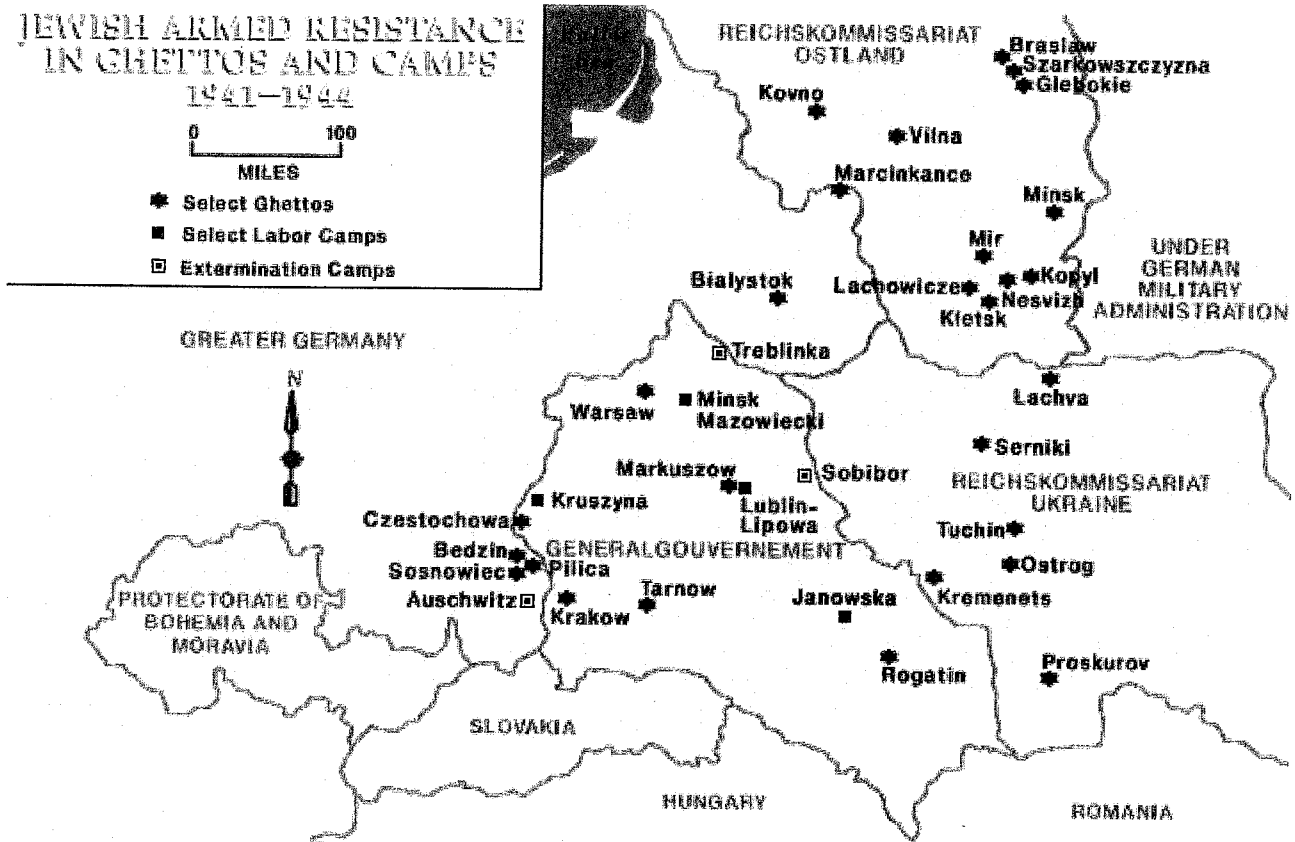 JEWISH ARMED RESISTANCE
IN GHETTOS AND CAMPS
1941–1944
0 100
MILES
Select Ghettos
Select Labor Camps
Extermination Camps
REICHSKOMMISSARIAT
OSTLAND
Braslaw
Szarkowszczyzna
Glebokie
Kovno
Vilna
Marcinkance
Minsk
Mir
UNDER
GERMAN
MILITARY
ADMINISTRATION
Bialystok
Lachowicze
Kopyl
Nesvizh
Kletsk
GREATER GERMANY
N
Treblinka
Warsaw
Minsk
Mazowiecki
Lachva
Serniki
Markuszow
Sobibor
REICHSKOMMISSARIAT
UKRAINE
Kruszyna
Lublin-
Lipowa
Czestochowa
Tuchin
GENERALGOUVERNEMENT
Bedzin
Sosnowiec
Pilica
Ostrog
Auschwitz
Krakow
Tarnow
Janowska
Kremenets
PROTECTORATE OF
BOHEMIA AND
MORAVIA
Rogatin
Proskurov
SLOVAKIA
HUNGARY
ROMANIA